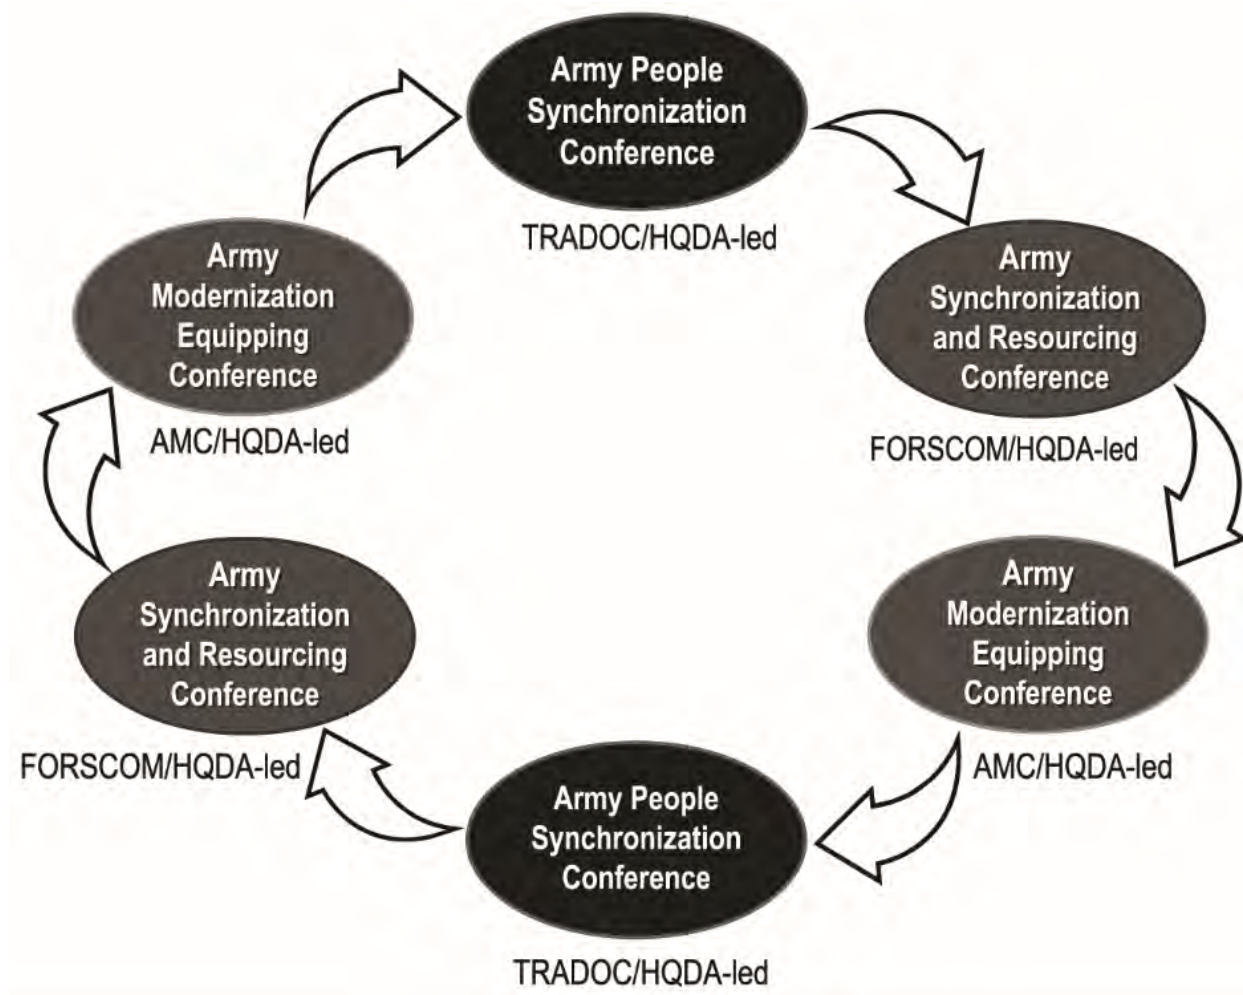 Army People
Synchronization
Conference
TRADOC/HQDA-led
Army
Synchronization
and Resourcing
Conference
FORSCOM/HQDA-led
Army
Modernization
Equipping
Conference
AMC/HQDA-led
Army People
Synchronization
Conference
TRADOC/HQDA-led
Army
Synchronization
and Resourcing
Conference
FORSCOM/HQDA-led
Army
Modernization
Equipping
Conference
AMC/HQDA-led